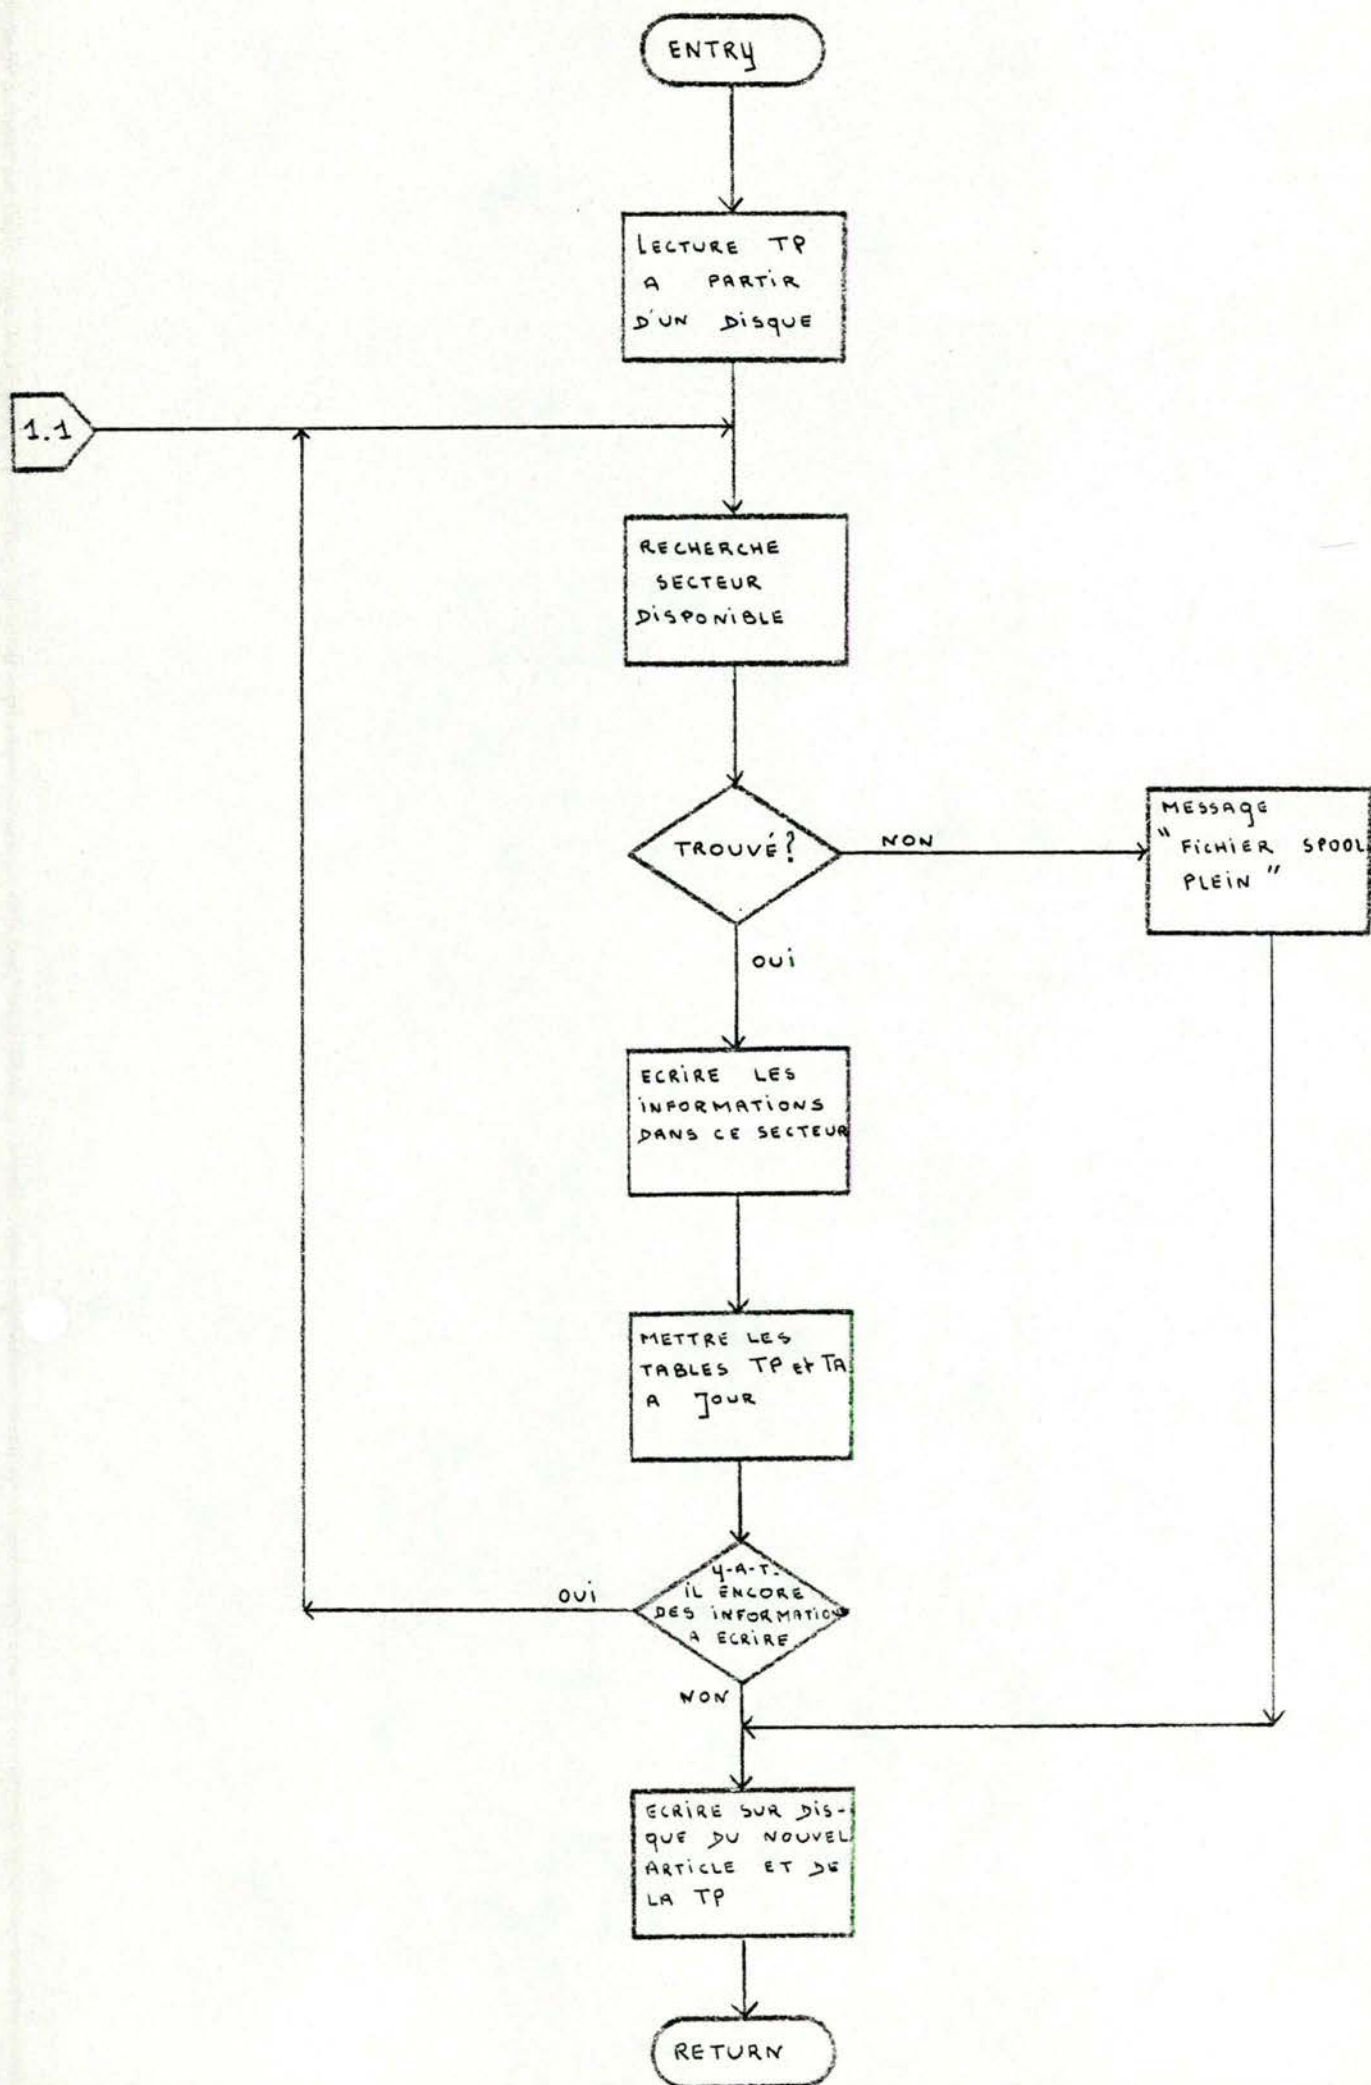 ENTRY
LECTURE TP
A PARTIR
D'UN DISQUE
1.1
RECHERCHE
SECTEUR
DISPONIBLE
TROUVÉ?
NON
MESSAGE
"FICHIER SPOOL
PLEIN"
OUI
ECRIRE LES
INFORMATIONS
DANS CE SECTEUR
METTRE LES
TABLES TP et TA
A JOUR
Y-A-T-
IL ENCORE
DES INFORMATIONS
A ECRIRE
OUI
NON
ECRIRE SUR DIS-
QUE DU NOUVEL
ARTICLE ET DE
LA TP
RETURN